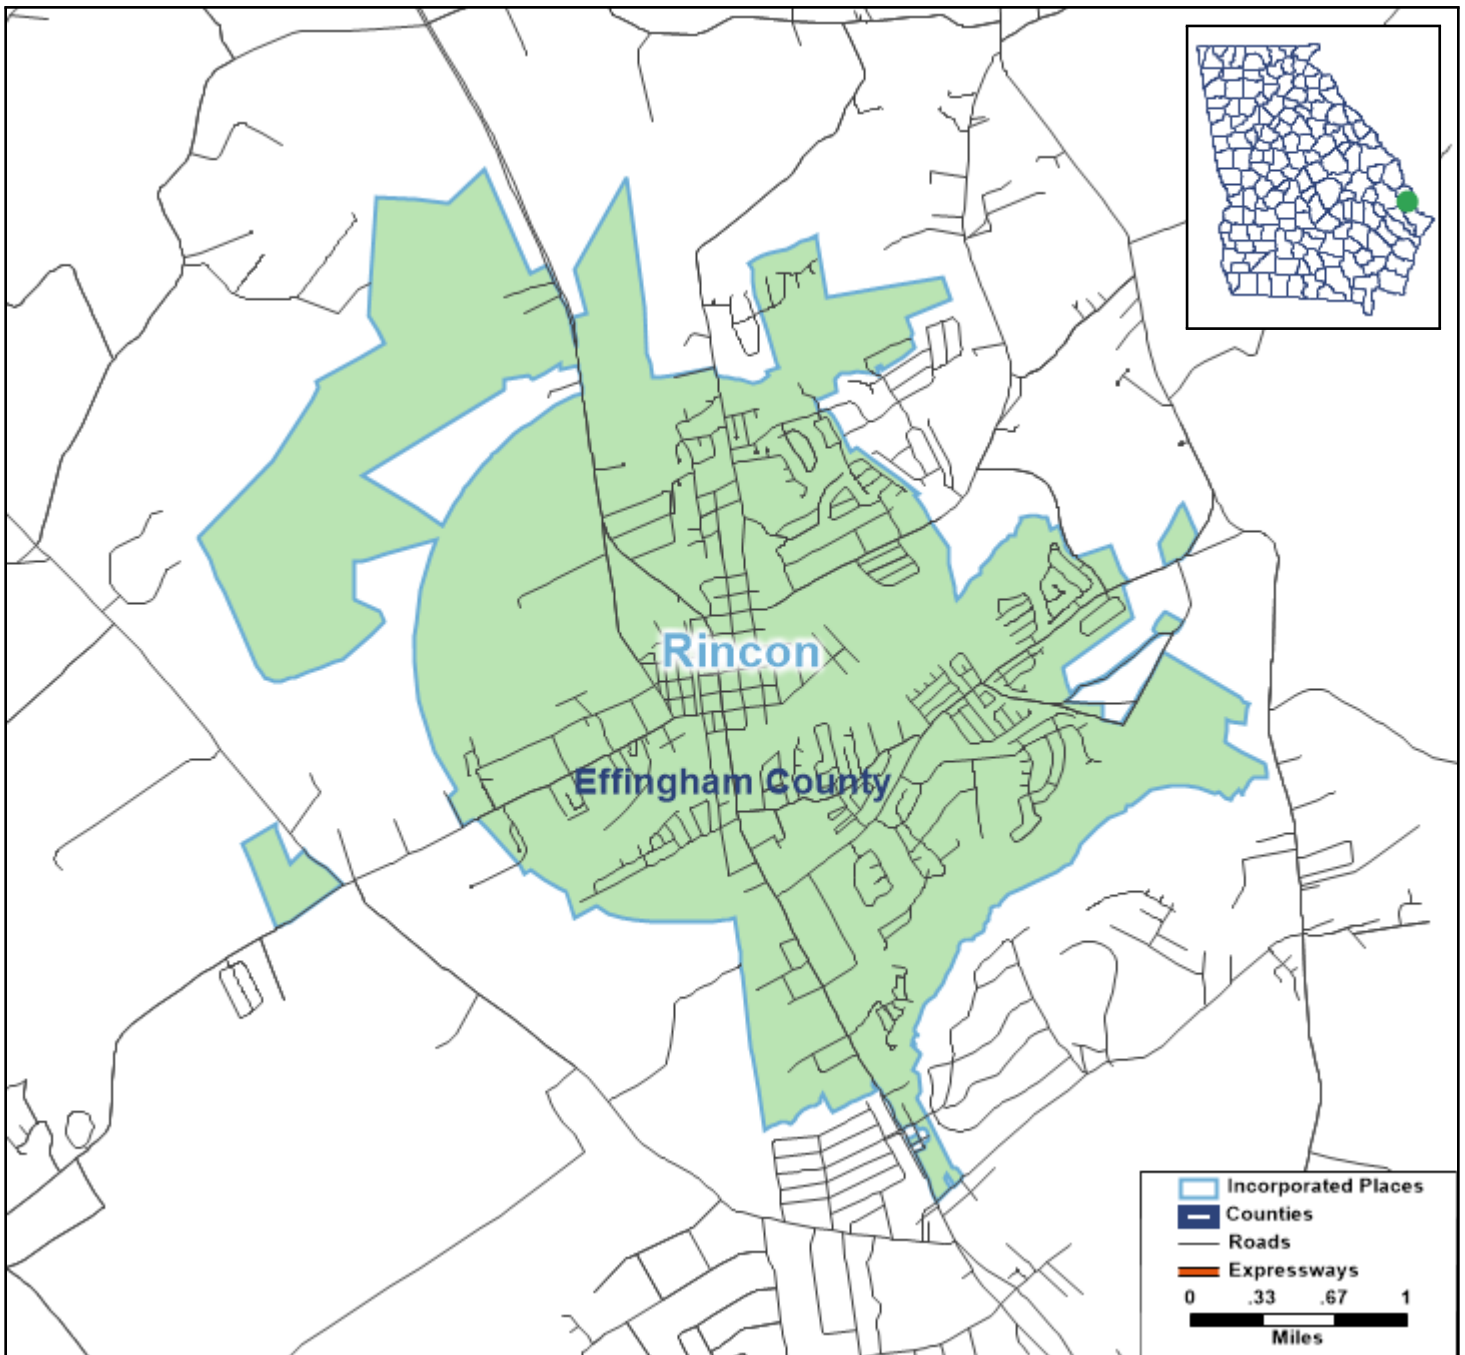 Rincon
Effingham County
Incorporated Places
Counties
Roads
Expressways
0 .33 .67 1
Miles